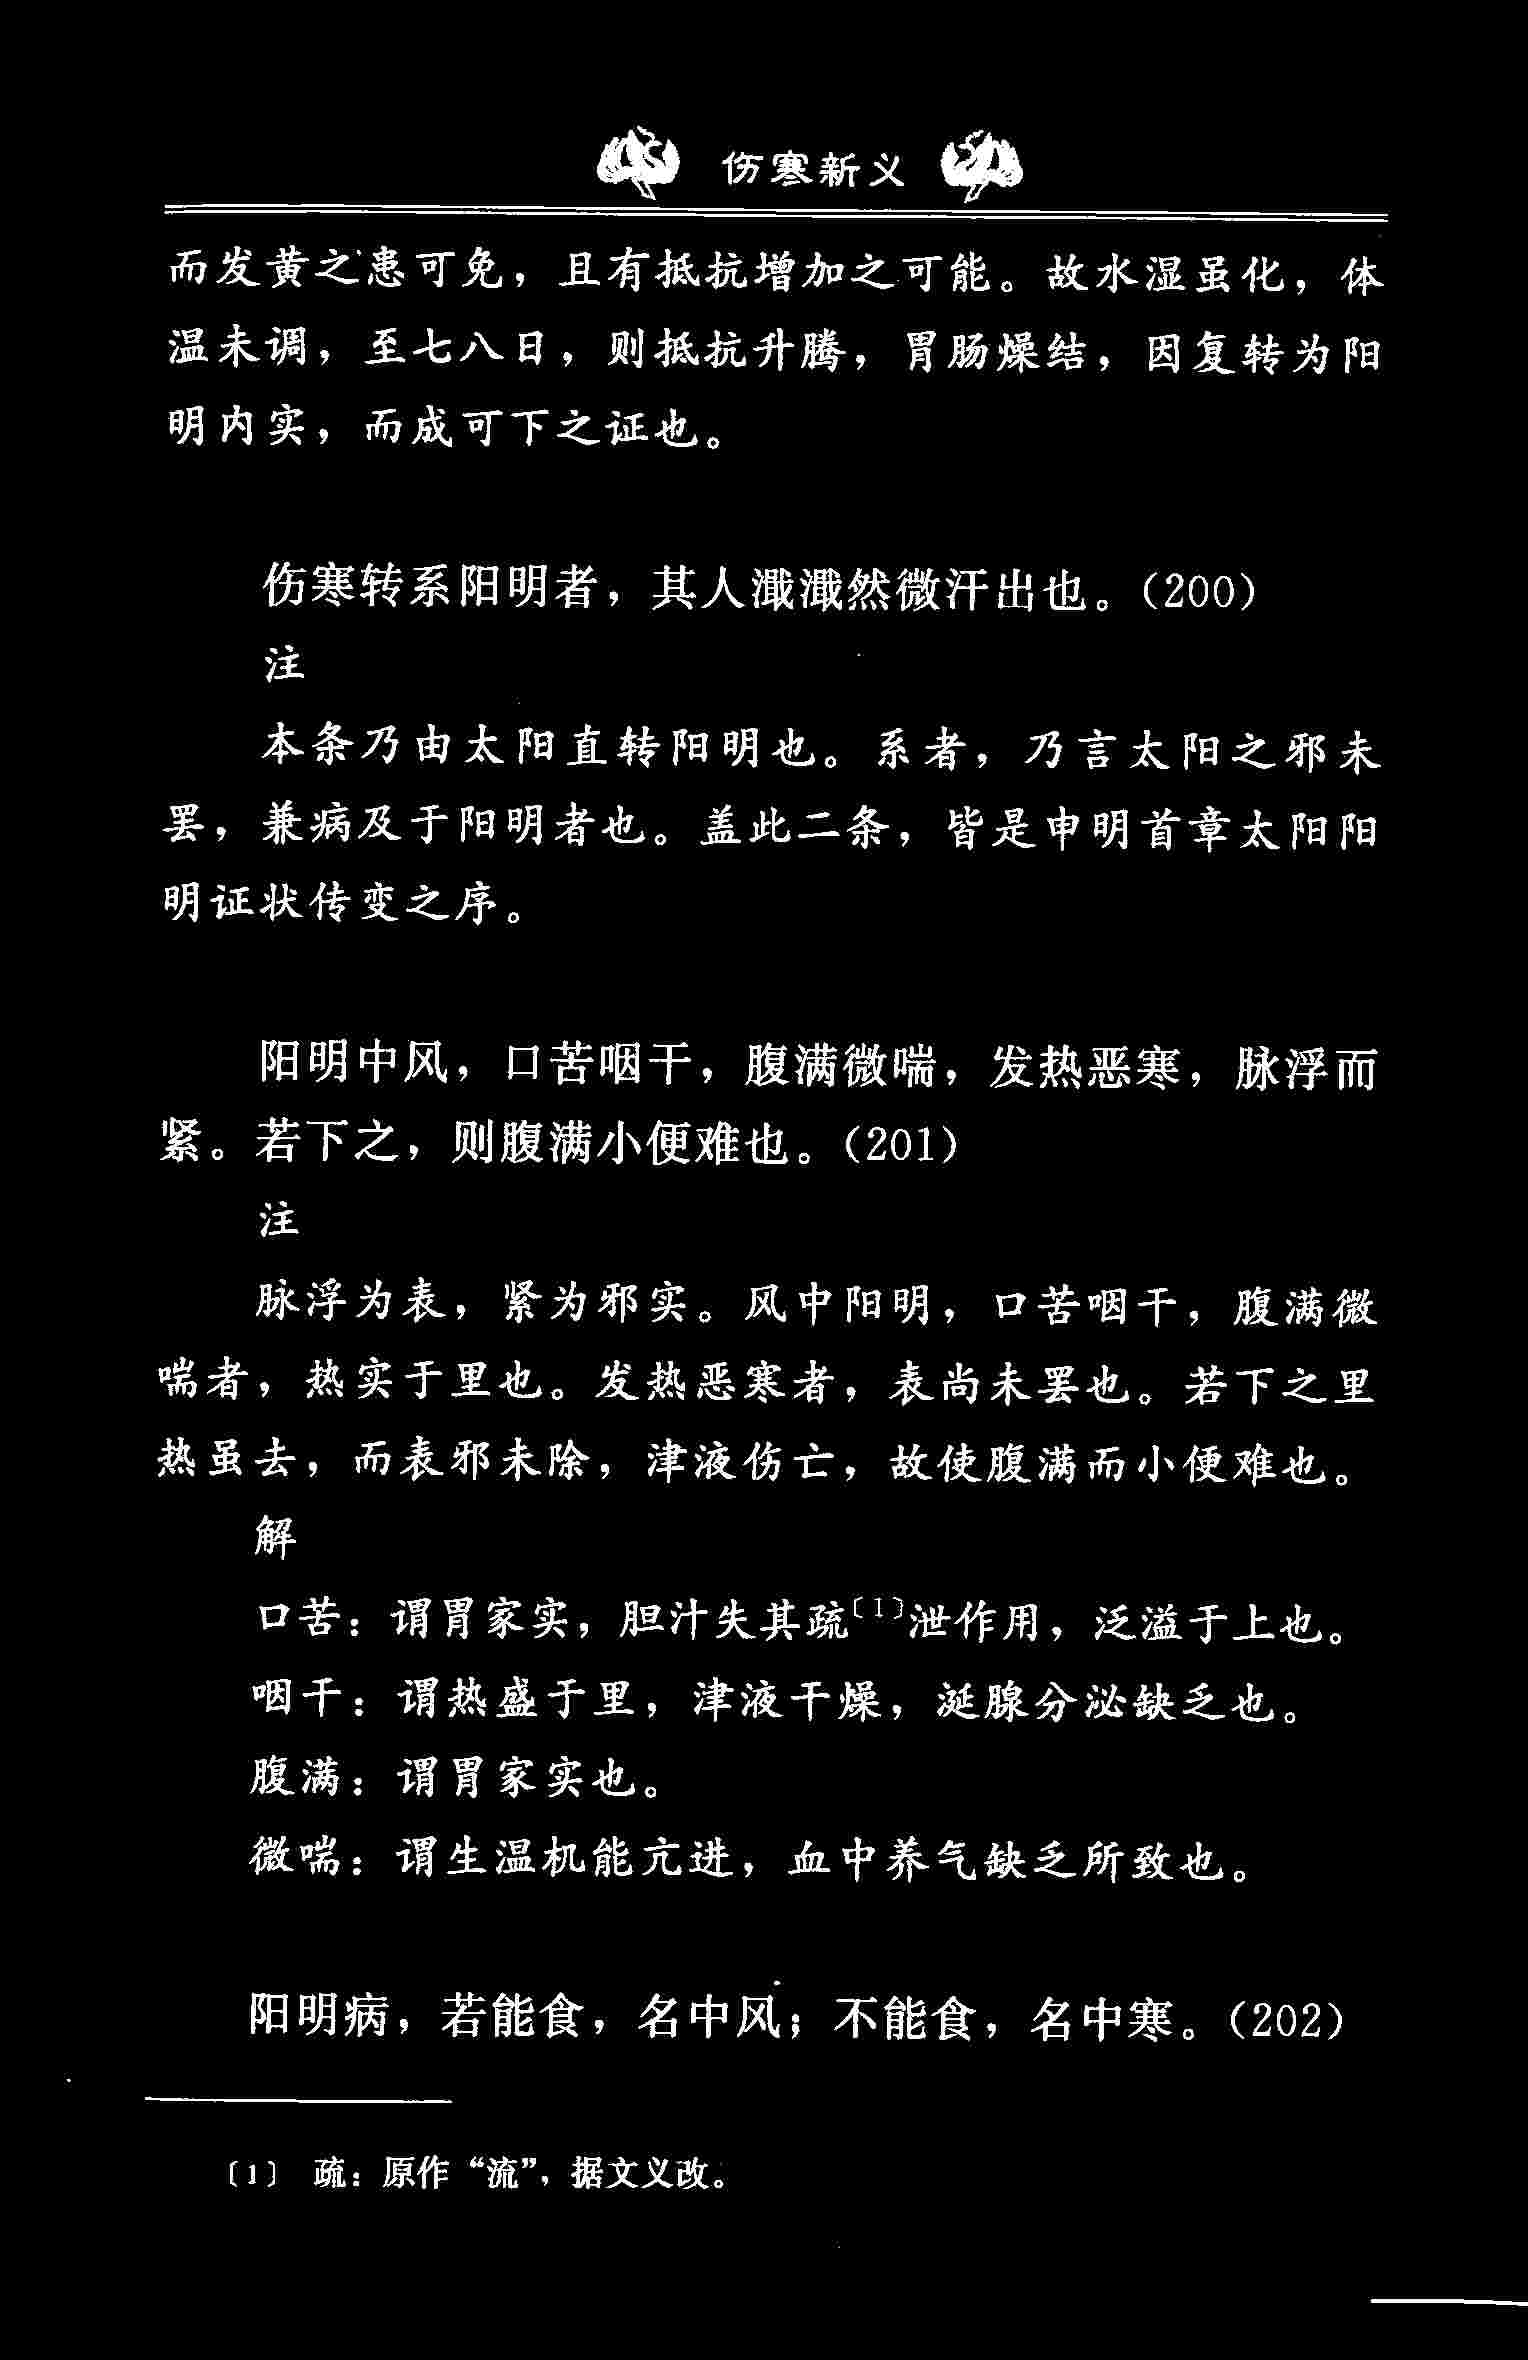 伤寒新义
而发黄之患可免，且有抵抗增加之可能。故水湿虽化，体
温未调，至七八日，则抵抗升腾，胃肠燥结，因复转为阳
明内实，而成可下之证也。
伤寒转系阳明者，其人濈濈然微汗出也。(200)
注
本条乃由太阳直转阳明也。系者，乃言太阳之邪未
罢，兼病及于阳明者也。盖此二条，皆是申明首章太阳阳
明证状传变之序。
阳明中风，口苦咽干，腹满微喘，发热恶寒，脉浮而
紧。若下之，则腹满小便难也。(201)
注
脉浮为表，紧为邪实。风中阳明，口苦咽干，腹满微
喘者，热实于里也。发热恶寒者，表尚未罢也。若下之里
热虽去，而表邪未除，津液伤亡，故使腹满而小便难也。
解
口苦：谓胃家实，胆汁失其疏〔1〕泄作用，泛溢于上也。
咽干：谓热盛于里，津液干燥，涎腺分泌缺乏也。
腹满：谓胃家实也。
微喘：谓生温机能亢进，血中养气缺乏所致也。
阳明病，若能食，名中风；不能食，名中寒。(202)
〔1〕 疏：原作“流”，据文义改。